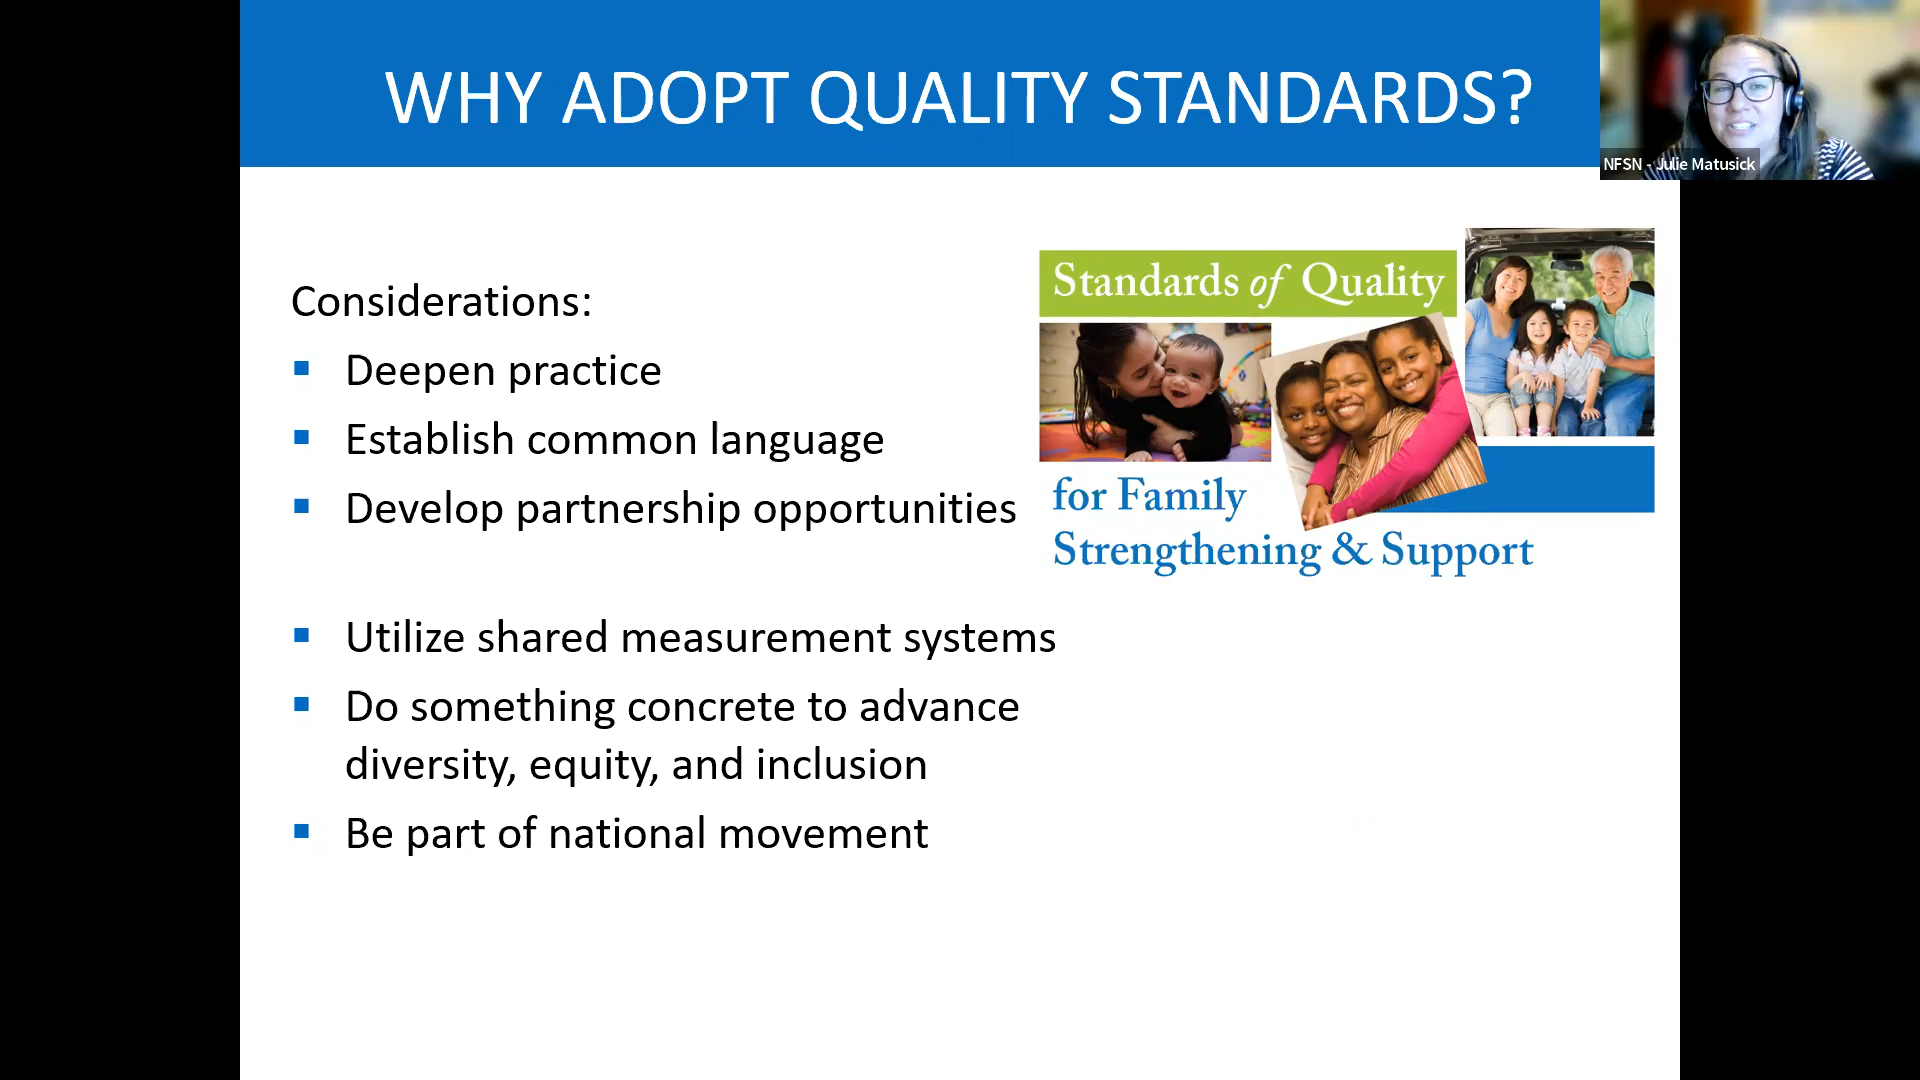 WHY ADOPT QUALITY STANDARDS?
NFSN - Julie Matusick
Considerations:
▪ Deepen practice
▪ Establish common language
▪ Develop partnership opportunities
▪ Utilize shared measurement systems
▪ Do something concrete to advance
diversity, equity, and inclusion
▪ Be part of national movement
Standards of Quality
for Family
Strengthening & Support